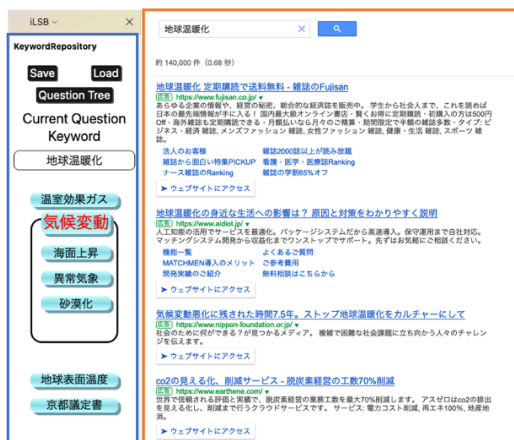 iLSB
KeywordRepository
Save
Load
Question Tree
Current Question
Keyword
地球温暖化
温室効果ガス
気候変動
海面上昇
異常気象
砂漠化
地球表面温度
京都議定書
地球温暖化
約 140,000 件（0.68 秒）
地球温暖化 定期購読で送料無料 - 雑誌のFujisan
広告 https://www.fujisan.co.jp/
あらゆる企業の情報や、経営の秘密、総合的な経済誌を販売中。 学生から社会人まで、これを読めば
日本の最先端情報が手に入る！ 国内最大級オンライン書店・賢くお得に定期購読・初購入の方は500円
Off・海外雑誌も定期購読できる・月額払いなら月々のご精算・期間限定で半額の雑誌多数・タイプ: ビ
ジネス・経済 雑誌, メンズファッション 雑誌, 女性ファッション 雑誌, 健康・生活 雑誌, スポーツ 雑
誌。
法人のお客様
雑誌2000誌以上が読み放題
雑誌から面白い特集PICKUP
看護・医学・医療誌Ranking
ナース雑誌のRanking
雑誌の学割65%オフ
ウェブサイトにアクセス
地球温暖化の身近な生活への影響は？ 原因と対策をわかりやすく説明
広告 https://www.aidiot.jp/
人工知能の活用でサービスを最適化。パッケージシステムだから高速導入。保守運用まで自社対応。
マッチングシステム開発から収益化までワンストップでサポート。先ずはお気軽にご相談ください。
機能一覧
よくあるご質問
MATCHMEN導入のメリット
ご参考費用
開発実績のご紹介
無料相談はこちらから
ウェブサイトにアクセス
気候変動悪化に残された時間7.5年。ストップ地球温暖化をカルチャーにして
広告 https://www.nippon-foundation.or.jp/
社会のために何ができる？が見つかるメディア。 複雑で困難な社会課題に立ち向かう人々のチャレン
ジを伝えます。
ウェブサイトにアクセス
co2の見える化、削減サービス - 脱炭素経営の工数70%削減
広告 https://www.earthene.com/
世界で信頼される評価と実績で、脱炭素経営の業務工数を最大70%削減します。 アスゼロはco2の排出
を見える化し、削減まで行うクラウドサービスです。 サービス: 電力コスト削減, 再エネ100%, 地産地
消。
ウェブサイトにアクセス